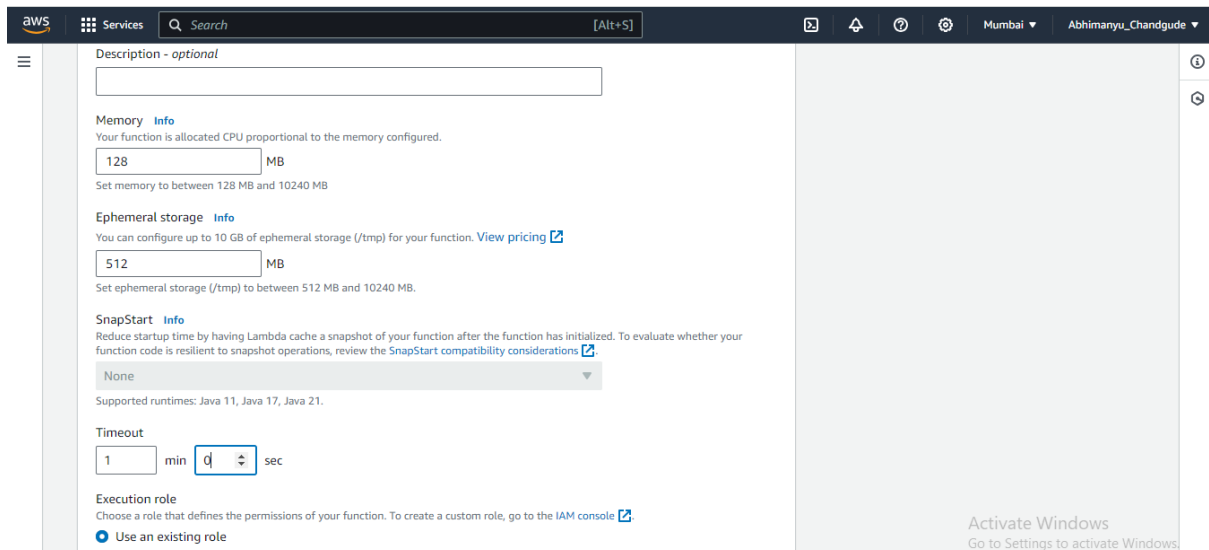 aws Services Search [Alt+S] Mumbai ▼ Abhimanyu_Chandgude ▼
Description - optional
Memory Info
Your function is allocated CPU proportional to the memory configured.
128 MB
Set memory to between 128 MB and 10240 MB
Ephemeral storage Info
You can configure up to 10 GB of ephemeral storage (/tmp) for your function. View pricing
512 MB
Set ephemeral storage (/tmp) to between 512 MB and 10240 MB.
SnapStart Info
Reduce startup time by having Lambda cache a snapshot of your function after the function has initialized. To evaluate whether your
function code is resilient to snapshot operations, review the SnapStart compatibility considerations.
None
Supported runtimes: Java 11, Java 17, Java 21.
Timeout
1 min 0 sec
Execution role
Choose a role that defines the permissions of your function. To create a custom role, go to the IAM console.
Use an existing role
Activate Windows
Go to Settings to activate Windows.